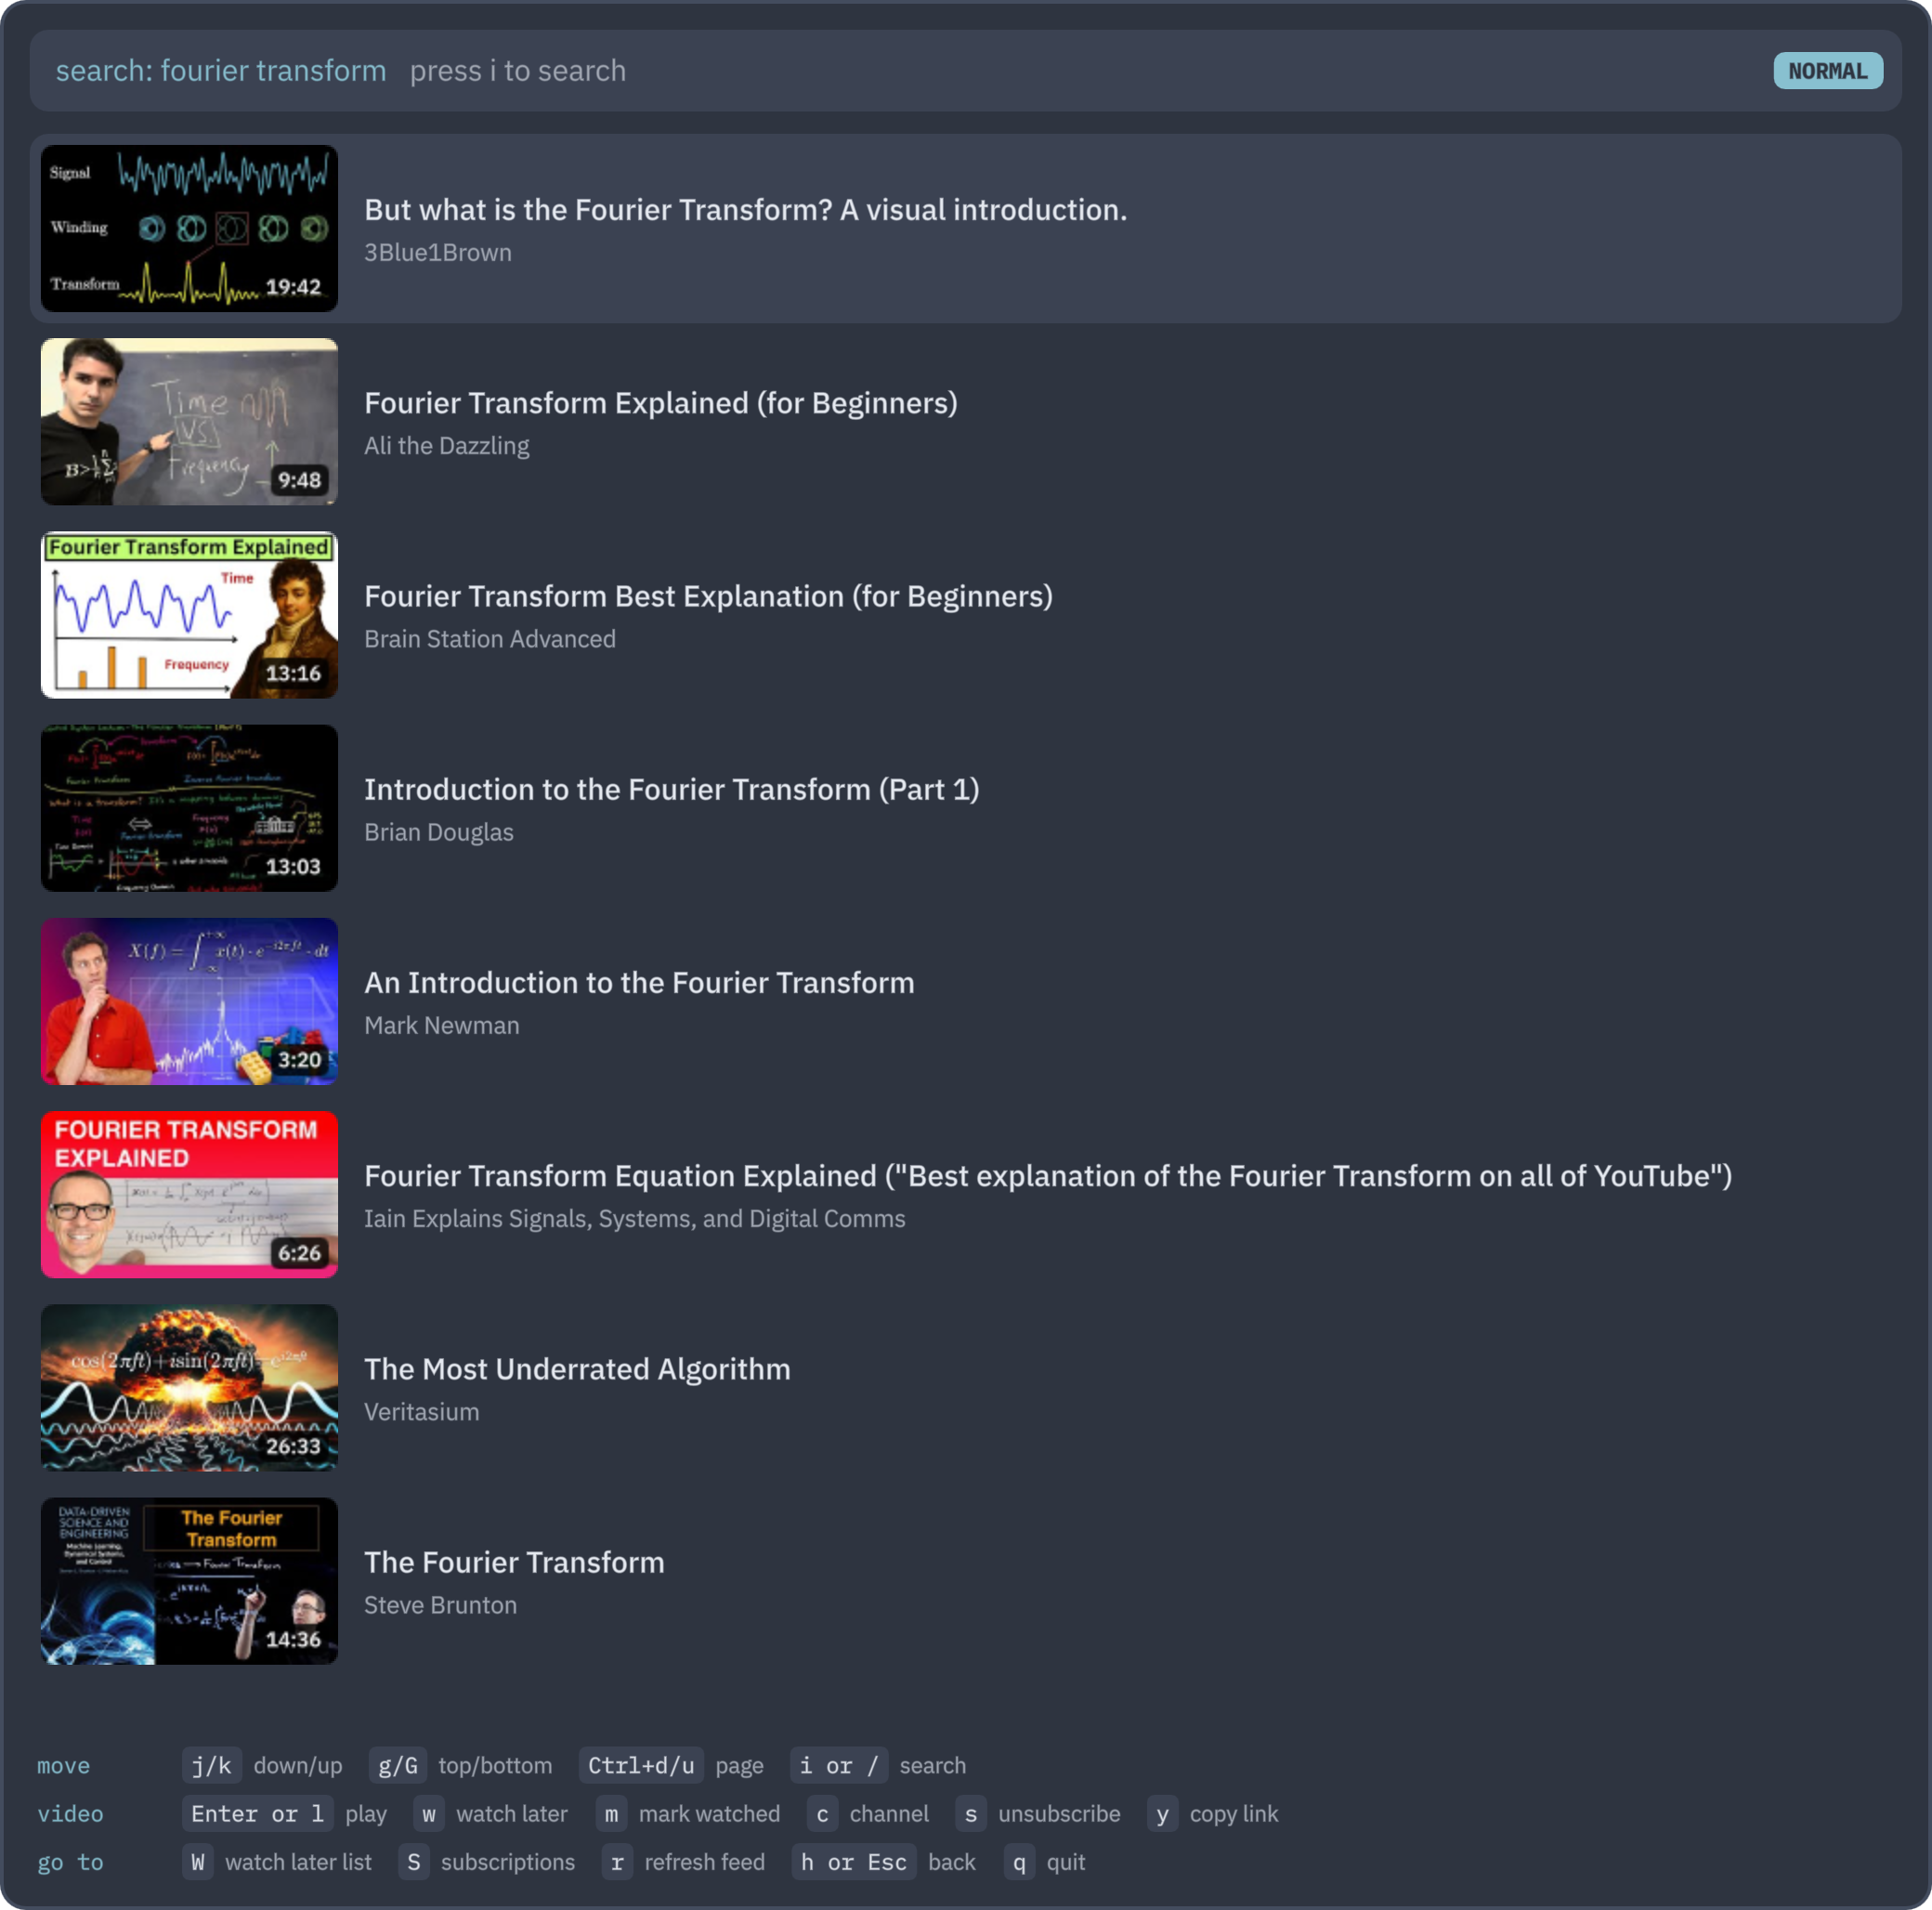 search: fourier transform press i to search NORMAL
Signal
Winding
Transform
19:42
But what is the Fourier Transform? A visual introduction.
3Blue1Brown
Time
VS.
Frequency
9:48
Fourier Transform Explained (for Beginners)
Ali the Dazzling
Fourier Transform Explained
Time
Frequency
13:16
Fourier Transform Best Explanation (for Beginners)
Brain Station Advanced
13:03
Introduction to the Fourier Transform (Part 1)
Brian Douglas
3:20
An Introduction to the Fourier Transform
Mark Newman
FOURIER TRANSFORM
EXPLAINED
6:26
Fourier Transform Equation Explained ("Best explanation of the Fourier Transform on all of YouTube")
Iain Explains Signals, Systems, and Digital Comms
26:33
The Most Underrated Algorithm
Veritasium
DATA-DRIVEN
SCIENCE AND
ENGINEERING
Machine Learning,
Dynamical Systems,
and Control
The Fourier
Transform
14:36
The Fourier Transform
Steve Brunton
move j/k down/up g/G top/bottom Ctrl+d/u page i or / search
video Enter or l play w watch later m mark watched c channel s unsubscribe y copy link
go to W watch later list S subscriptions r refresh feed h or Esc back q quit